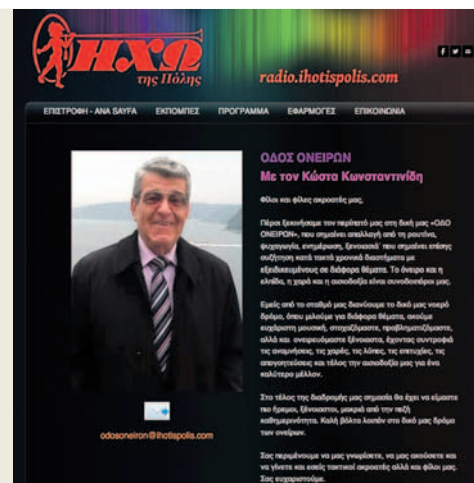 ΗΧΩ
της Πόλης
radio.ihotispolis.com
ΕΠΙΣΤΡΟΦΗ - ANA SAYFA ΕΚΠΟΜΠΕΣ ΠΡΟΓΡΑΜΜΑ ΕΦΑΡΜΟΓΕΣ ΕΠΙΚΟΙΝΩΝΙΑ
ΟΔΟΣ ΟΝΕΙΡΩΝ
Με τον Κώστα Κωνσταντινίδη
Φίλοι και φίλες ακροατές μας,
Πέρσι ξεκινήσαμε τον περίπατό μας στη δική μας «ΟΔΟ
ΟΝΕΙΡΩΝ», που σημαίνει απαλλαγή από τη ρουτίνα,
ψυχαγωγία, ενημέρωση, ξενοιασιά· που σημαίνει επίσης
συζήτηση κατά τακτά χρονικά διαστήματα με
εξειδικευμένους σε διάφορα θέματα. Το όνειρο και η
ελπίδα, η χαρά και η αισιοδοξία είναι συνοδοιπόροι μας.
Εμείς από το σταθμό μας διανύουμε το δικό μας νοερό
δρόμο, όπου μιλούμε για διάφορα θέματα, ακούμε
ευχάριστη μουσική, στοχαζόμαστε, προβληματιζόμαστε,
αλλά και ονειρευόμαστε ξένοιαστα, έχοντας συντροφιά
τις αναμνήσεις, τις χαρές, τις λύπες, τις επιτυχίες, τις
απογοητεύσεις και τέλος την αισιοδοξία μας για ένα
καλύτερο μέλλον.
Στο τέλος της διαδρομής μας σημασία θα έχει να είμαστε
πιο ήρεμοι, ξένοιαστοι, μακριά από την πεζή
καθημερινότητα. Καλή βόλτα λοιπόν στο δικό μας δρόμο
των ονείρων.
Σας περιμένουμε να μας γνωρίσετε, να μας ακούσετε και
να γίνετε και εσείς τακτικοί ακροατές αλλά και φίλοι μας.
Σας ευχαριστούμε.
odosoneiron@ihotispolis.com